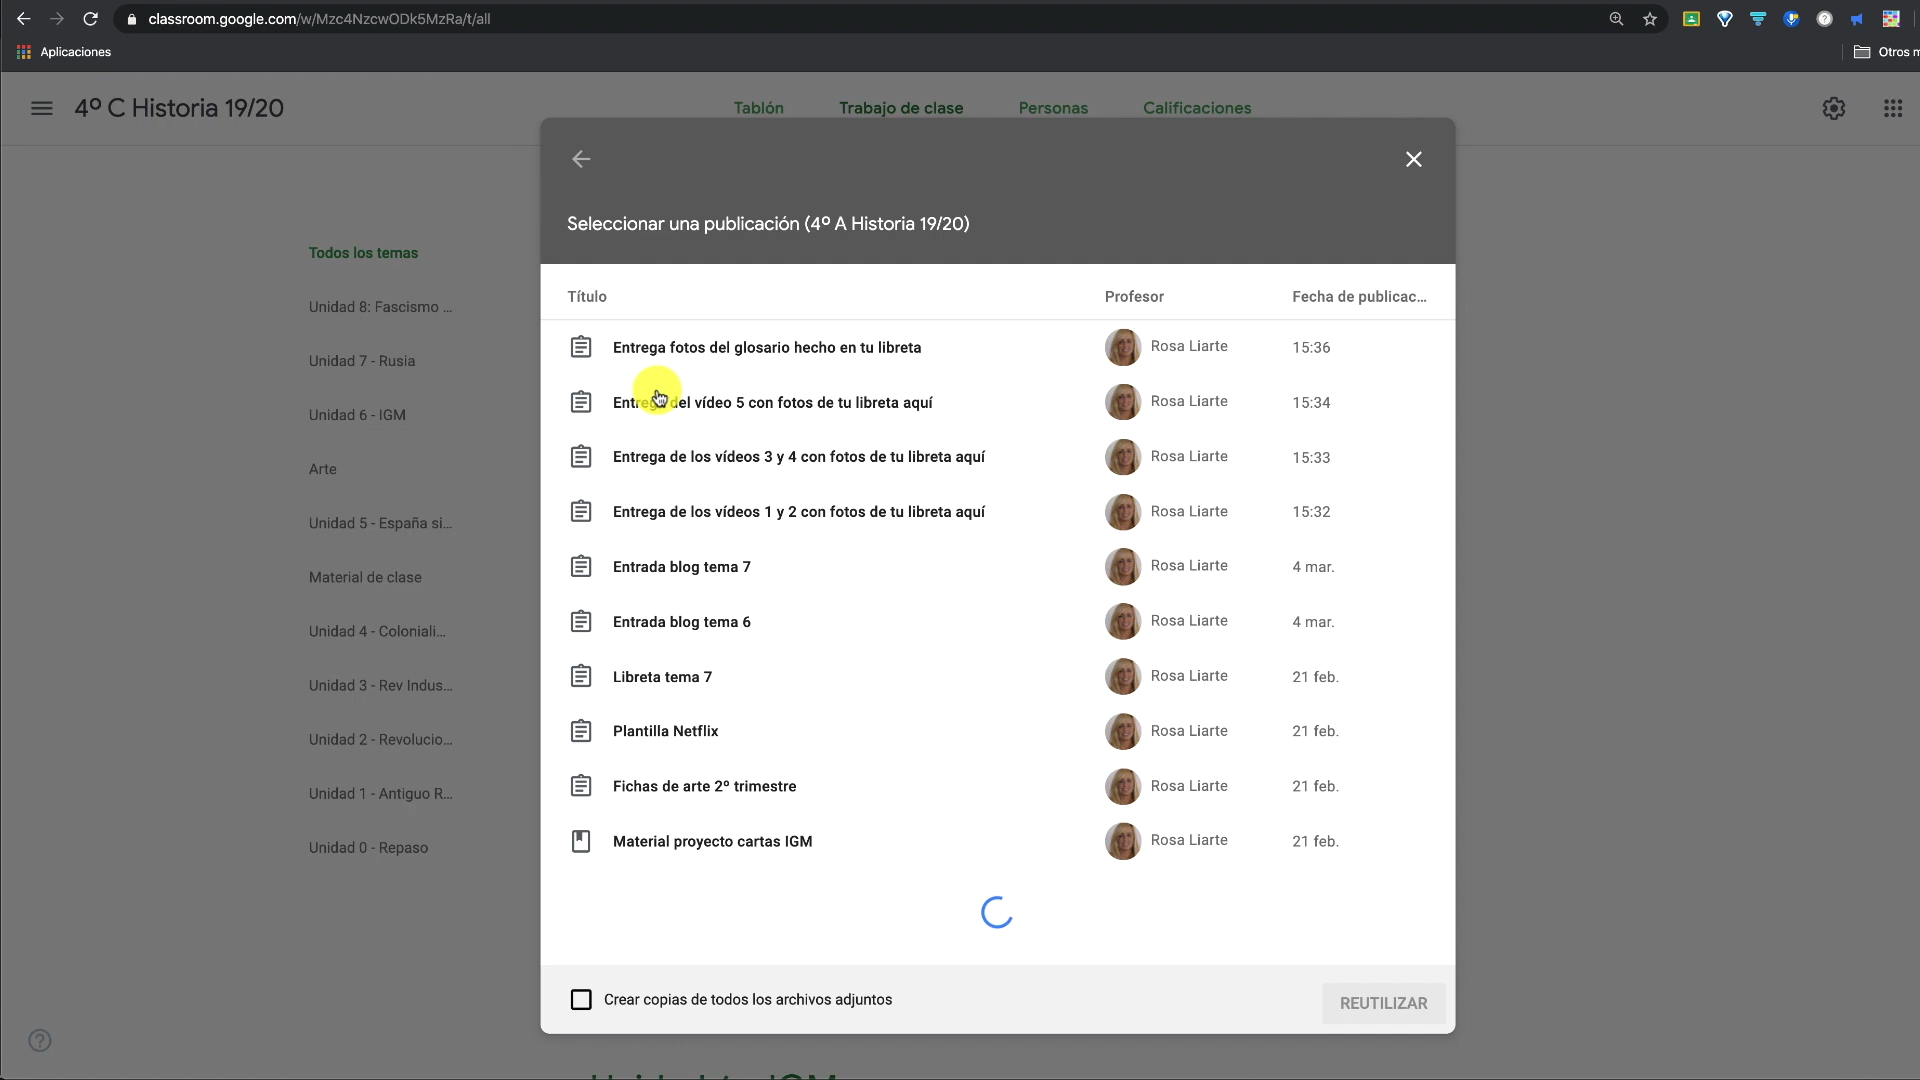 classroom.google.com/w/Mzc4NzcwODk5MzRa/t/all
Aplicaciones
Otros m
4º C Historia 19/20
Tablón
Trabajo de clase
Personas
Calificaciones
Seleccionar una publicación (4º A Historia 19/20)
Todos los temas
Unidad 8: Fascismo ...
Unidad 7 - Rusia
Unidad 6 - IGM
Arte
Unidad 5 - España si...
Material de clase
Unidad 4 - Coloniali...
Unidad 3 - Rev Indus...
Unidad 2 - Revolucio...
Unidad 1 - Antiguo R...
Unidad 0 - Repaso
Título Profesor Fecha de publicac...
Entrega fotos del glosario hecho en tu libreta Rosa Liarte 15:36
Entrega del vídeo 5 con fotos de tu libreta aquí Rosa Liarte 15:34
Entrega de los vídeos 3 y 4 con fotos de tu libreta aquí Rosa Liarte 15:33
Entrega de los vídeos 1 y 2 con fotos de tu libreta aquí Rosa Liarte 15:32
Entrada blog tema 7 Rosa Liarte 4 mar.
Entrada blog tema 6 Rosa Liarte 4 mar.
Libreta tema 7 Rosa Liarte 21 feb.
Plantilla Netflix Rosa Liarte 21 feb.
Fichas de arte 2º trimestre Rosa Liarte 21 feb.
Material proyecto cartas IGM Rosa Liarte 21 feb.
Crear copias de todos los archivos adjuntos
REUTILIZAR